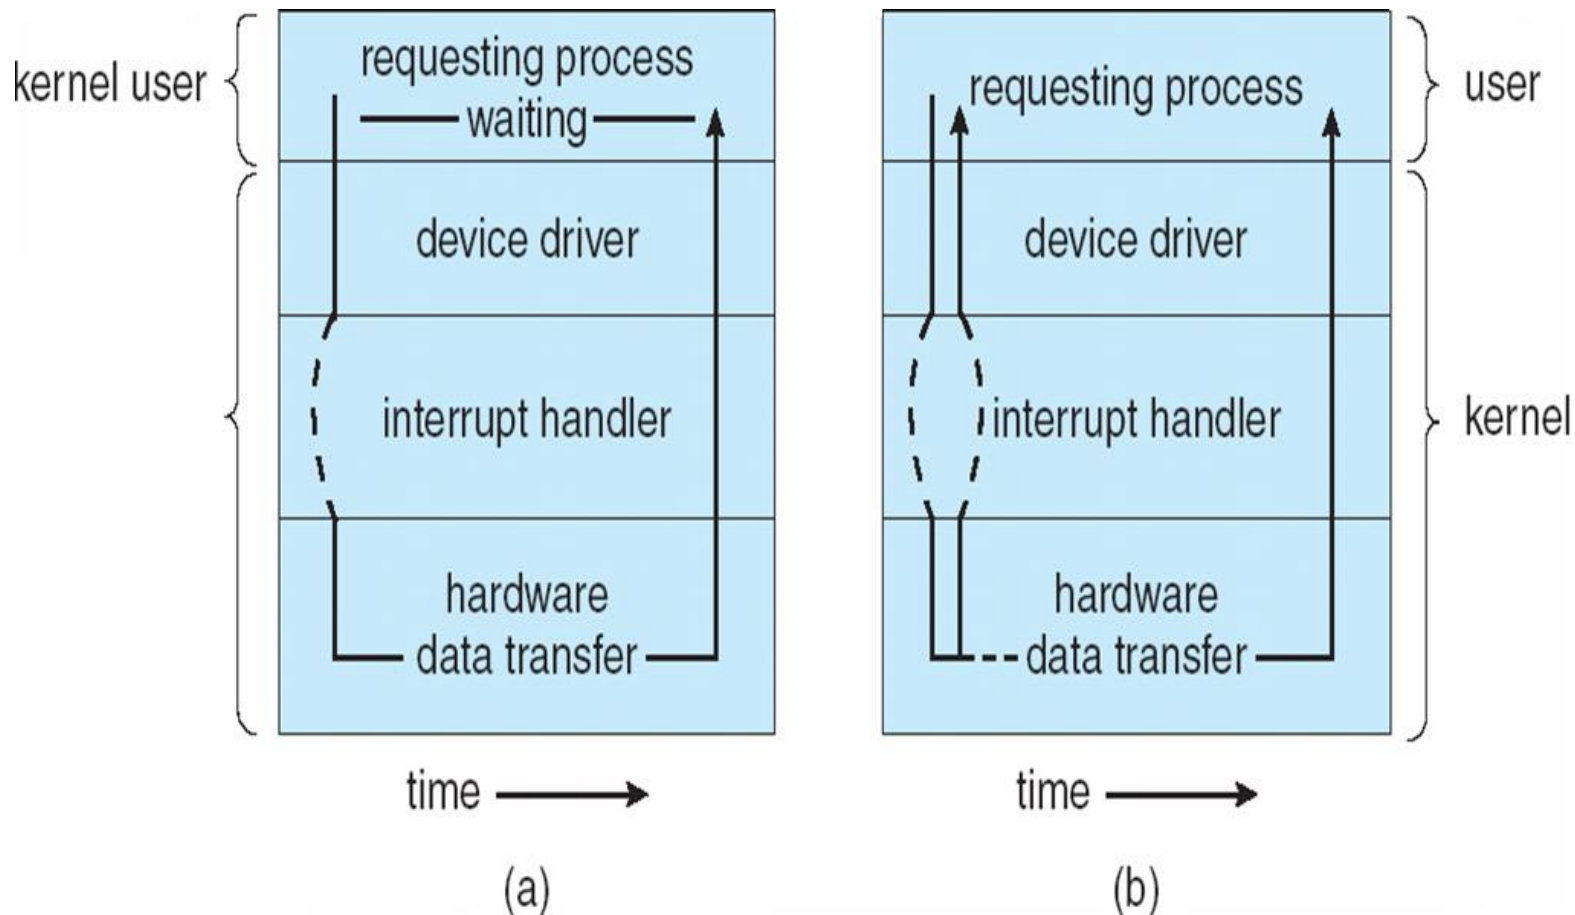 kernel user
requesting process
waiting
device driver
interrupt handler
hardware
data transfer
time
(a)
requesting process
device driver
interrupt handler
hardware
data transfer
time
(b)
user
kernel